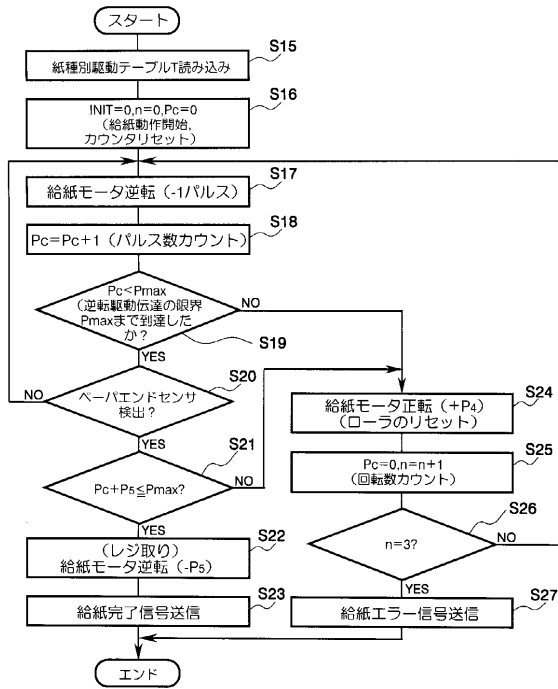 スタート
S15
紙種別駆動テーブルT読み込み
S16
INIT=0,n=0,Pc=0
(給紙動作開始,
カウンタリセット)
S17
給紙モータ逆転(-1パルス)
S18
Pc=Pc+1(パルス数カウント)
Pc<Pmax
(逆転駆動伝達の限界
Pmaxまで到達した
か?
NO
S19
YES
S20
ペーパエンドセンサ
検出?
NO
YES
S21
Pc+P5≦Pmax?
NO
YES
S22
(レジ取り)
給紙モータ逆転(-P5)
S23
給紙完了信号送信
エンド
S24
給紙モータ正転(+P4)
(ローラのリセット)
S25
Pc=0,n=n+1
(回転数カウント)
S26
n=3?
NO
YES
S27
給紙エラー信号送信